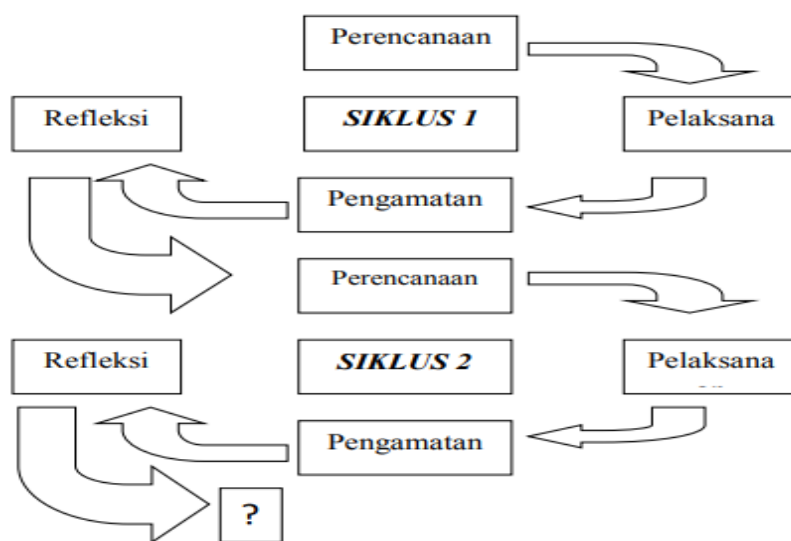 Perencanaan
Refleksi
SIKLUS 1
Pelaksana
Pengamatan
Perencanaan
Refleksi
SIKLUS 2
Pelaksana
Pengamatan
?